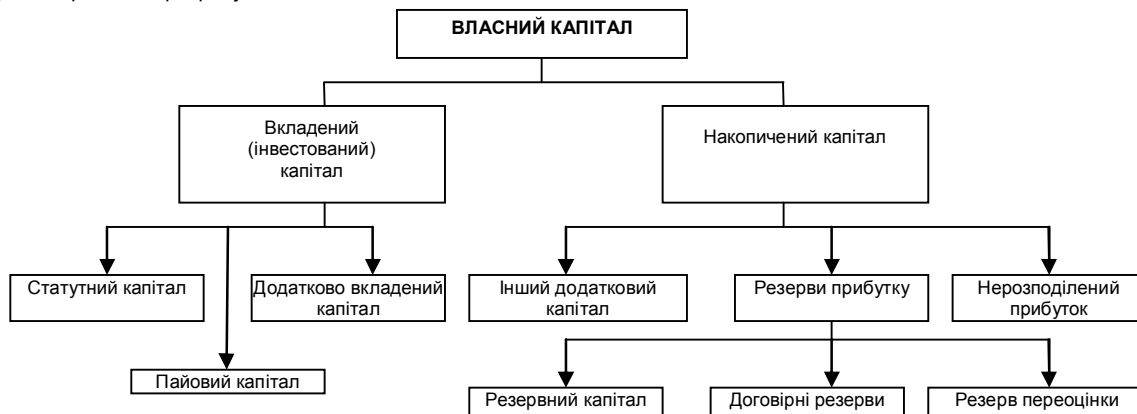 ВЛАСНИЙ КАПІТАЛ
Вкладений
(інвестований)
капітал
Накопичений капітал
Статутний капітал
Додатково вкладений
капітал
Інший додатковий
капітал
Резерви прибутку
Нерозподілений
прибуток
Пайовий капітал
Резервний капітал
Договірні резерви
Резерв переоцінки